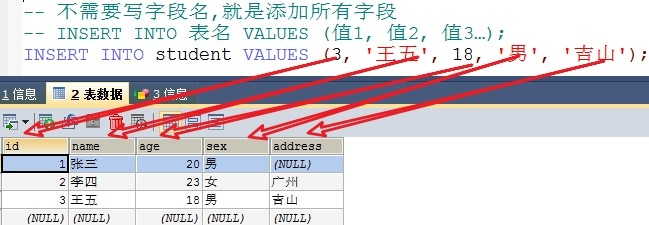 -- 不需要写字段名,就是添加所有字段
-- INSERT INTO 表名 VALUES (值1, 值2, 值3…);
INSERT INTO student VALUES (3, '王五', 18, '男', '吉山');
1 信息 2 表数据 3 信息
id name age sex address
1 张三 20 男 (NULL)
2 李四 23 女 广州
3 王五 18 男 吉山
(NULL) (NULL) (NULL) (NULL) (NULL)